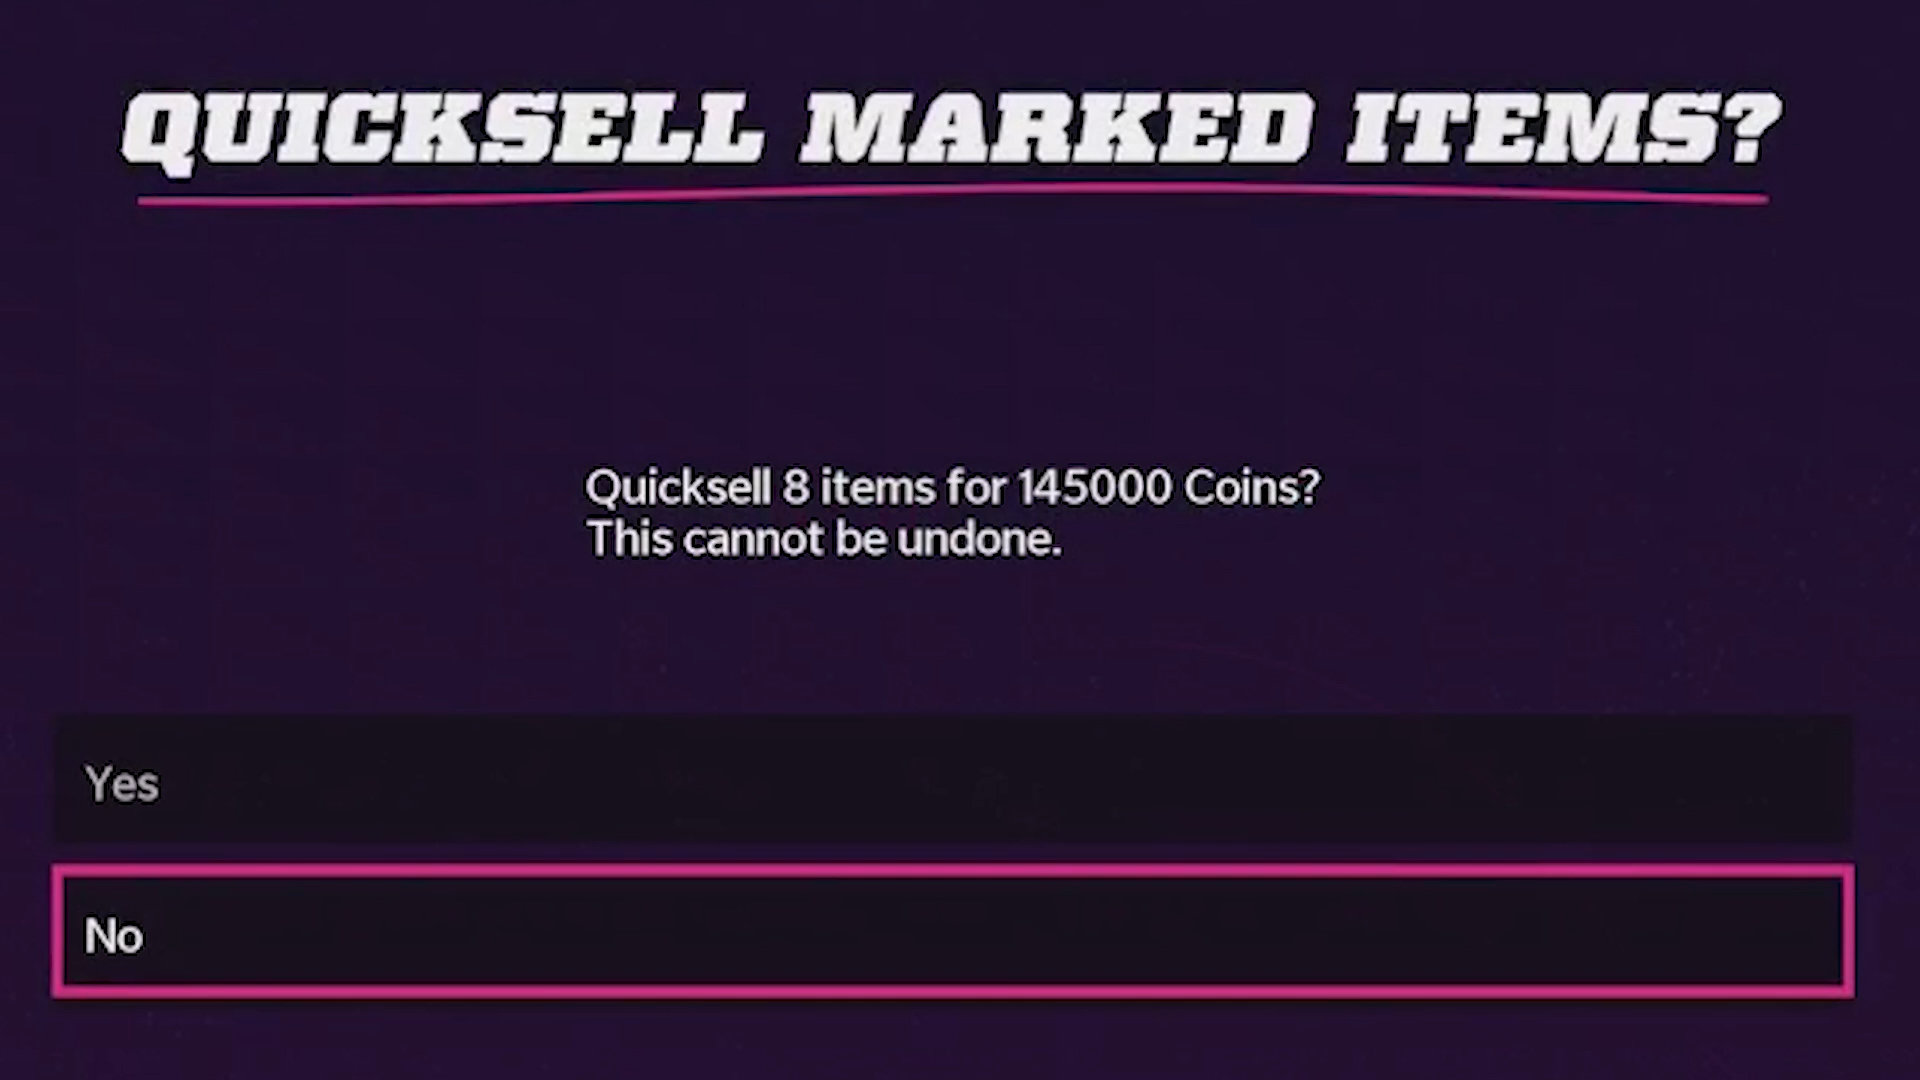 QUICKSELL MARKED ITEMS?
Quicksell 8 items for 145000 Coins?
This cannot be undone.
Yes
No